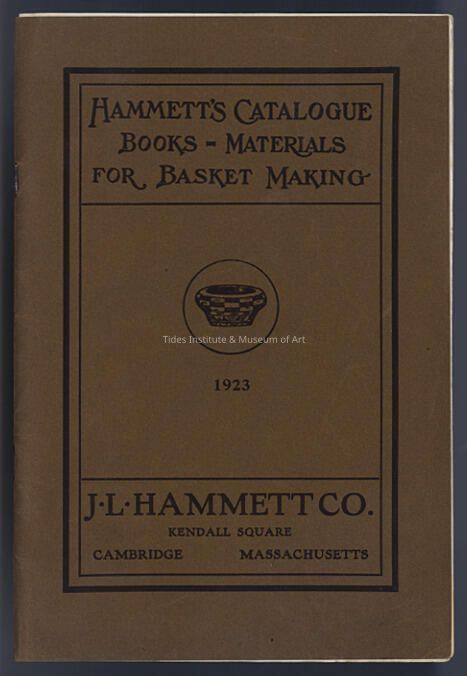 HAMMETT'S CATALOGUE
BOOKS - MATERIALS
FOR BASKET MAKING
Tides Institute & Museum of Art
1923
J·L·HAMMETT CO.
KENDALL SQUARE
CAMBRIDGE MASSACHUSETTS